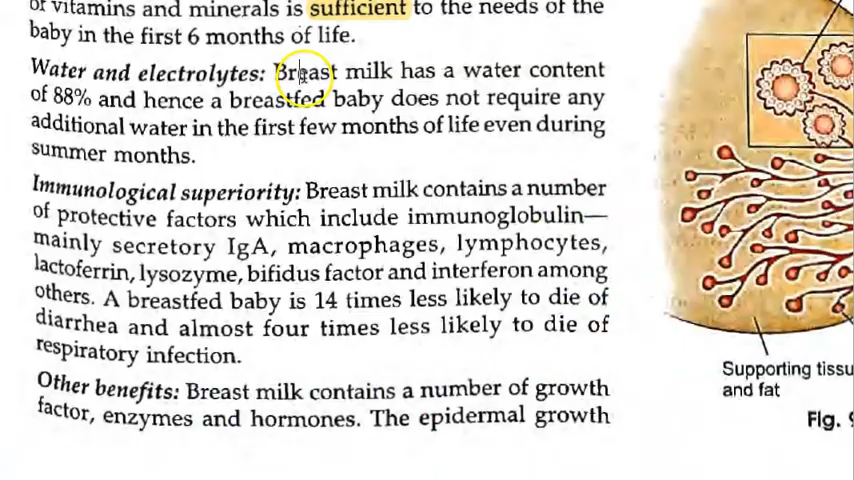 of vitamins and minerals is sufficient to the needs of the
baby in the first 6 months of life.
Water and electrolytes: Breast milk has a water content
of 88% and hence a breastfed baby does not require any
additional water in the first few months of life even during
summer months.
Immunological superiority: Breast milk contains a number
of protective factors which include immunoglobulin—
mainly secretory IgA, macrophages, lymphocytes,
lactoferrin, lysozyme, bifidus factor and interferon among
others. A breastfed baby is 14 times less likely to die of
diarrhea and almost four times less likely to die of
respiratory infection.
Other benefits: Breast milk contains a number of growth
factor, enzymes and hormones. The epidermal growth
Supporting tissu
and fat
Fig.